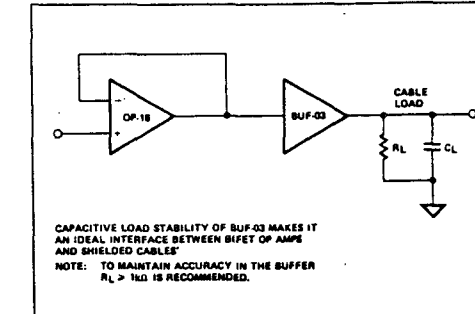 CABLE
LOAD
−
OP-16
+
BUF-03
RL
CL
CAPACITIVE LOAD STABILITY OF BUF-03 MAKES IT
AN IDEAL INTERFACE BETWEEN BIFET OP AMPS
AND SHIELDED CABLES'
NOTE: TO MAINTAIN ACCURACY IN THE BUFFER
RL > 1kΩ IS RECOMMENDED.